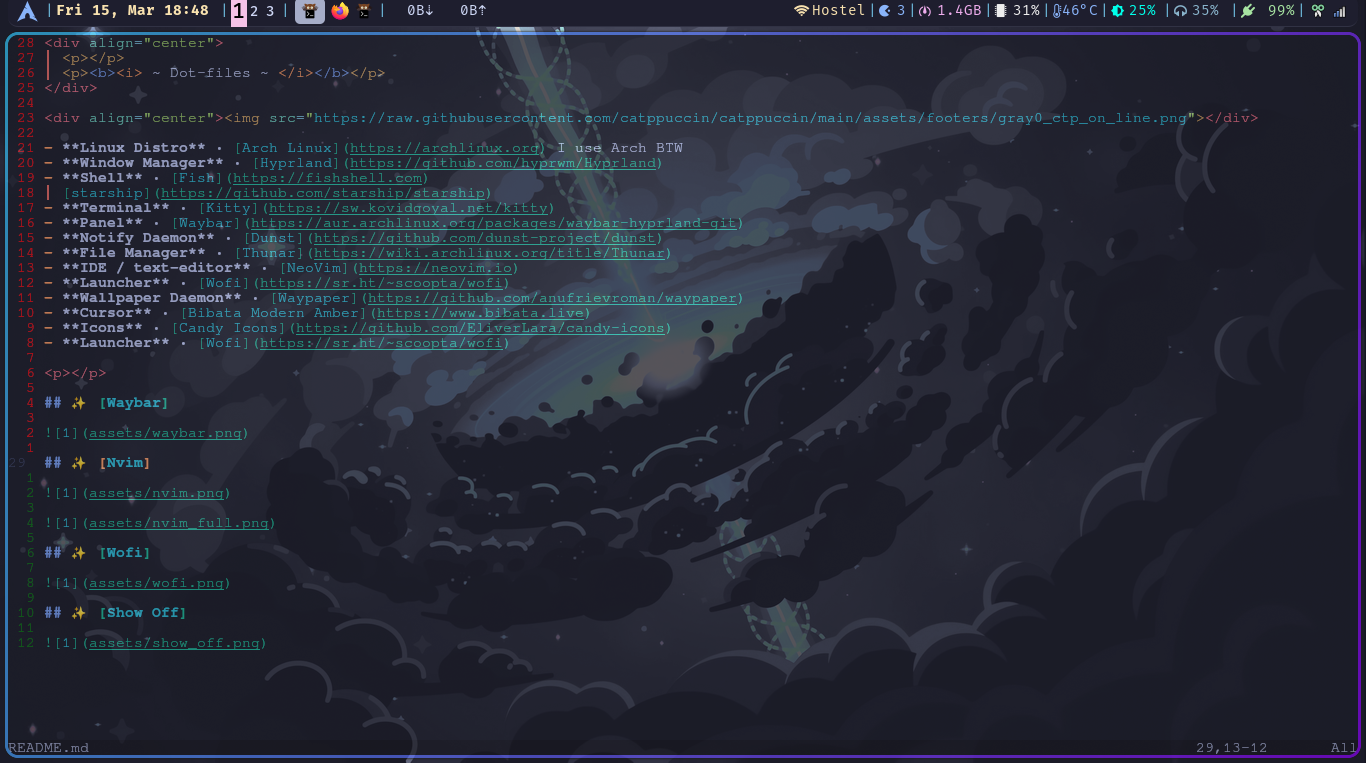 Fri 15, Mar 18:48 | 1 2 3 | 0B↓ 0B↑ Hostel | 3 | 1.4GB | 31% | 46°C | 25% | 35% | 99% |
28 <div align="center">
27 <p></p>
26 <p><b><i> ~ Dot-files ~ </i></b></p>
25 </div>
24
23 <div align="center"><img src="https://raw.githubusercontent.com/catppuccin/catppuccin/main/assets/footers/gray0_ctp_on_line.png"></div>
22
21 - **Linux Distro** • [Arch Linux](https://archlinux.org) I use Arch BTW
20 - **Window Manager** • [Hyprland](https://github.com/hyprwm/Hyprland)
19 - **Shell** • [Fish](https://fishshell.com)
18 [starship](https://github.com/starship/starship)
17 - **Terminal** • [Kitty](https://sw.kovidgoyal.net/kitty)
16 - **Panel** • [Waybar](https://aur.archlinux.org/packages/waybar-hyprland-git)
15 - **Notify Daemon** • [Dunst](https://github.com/dunst-project/dunst)
14 - **File Manager** • [Thunar](https://wiki.archlinux.org/title/Thunar)
13 - **IDE / text-editor** • [NeoVim](https://neovim.io)
12 - **Launcher** • [Wofi](https://sr.ht/~scoopta/wofi)
11 - **Wallpaper Daemon** • [Waypaper](https://github.com/anufrievroman/waypaper)
10 - **Cursor** • [Bibata Modern Amber](https://www.bibata.live)
9 - **Icons** • [Candy Icons](https://github.com/EliverLara/candy-icons)
8 - **Launcher** • [Wofi](https://sr.ht/~scoopta/wofi)
7
6 <p></p>
5
4 ## ✨ [Waybar]
3
2 ![1](assets/waybar.png)
1
29 ## ✨ [Nvim]
1
2 ![1](assets/nvim.png)
3
4 ![1](assets/nvim_full.png)
5
6 ## ✨ [Wofi]
7
8 ![1](assets/wofi.png)
9
10 ## ✨ [Show Off]
11
12 ![1](assets/show_off.png)
README.md 29,13-12 All